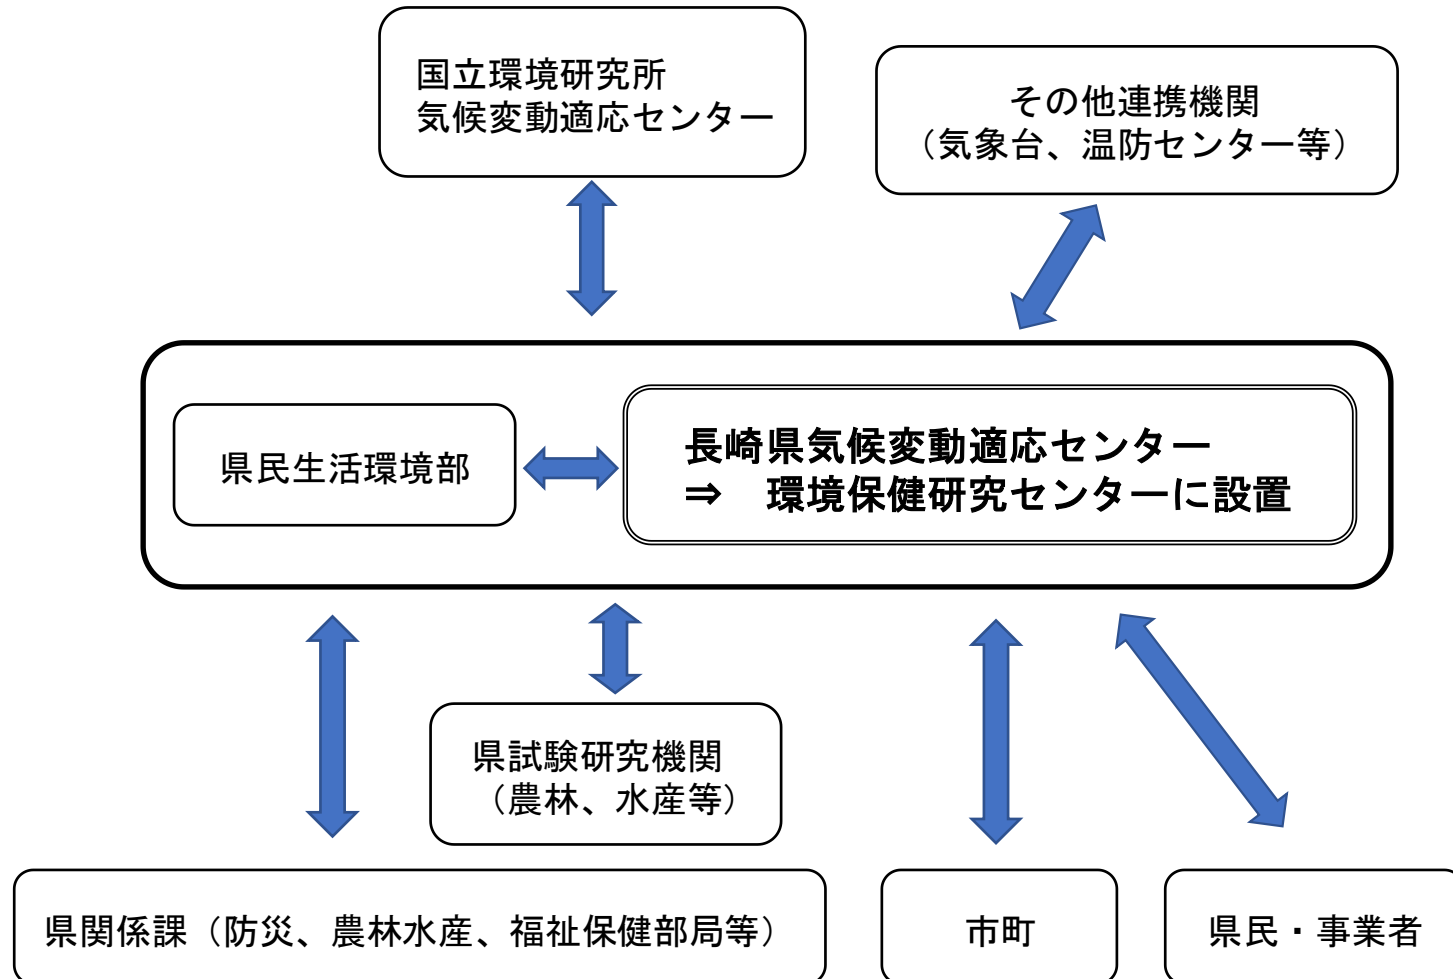 国立環境研究所
気候変動適応センター
その他連携機関
（気象台、温防センター等）
県民生活環境部
長崎県気候変動適応センター
⇒　環境保健研究センターに設置
県試験研究機関
（農林、水産等）
県関係課（防災、農林水産、福祉保健部局等）
市町
県民・事業者